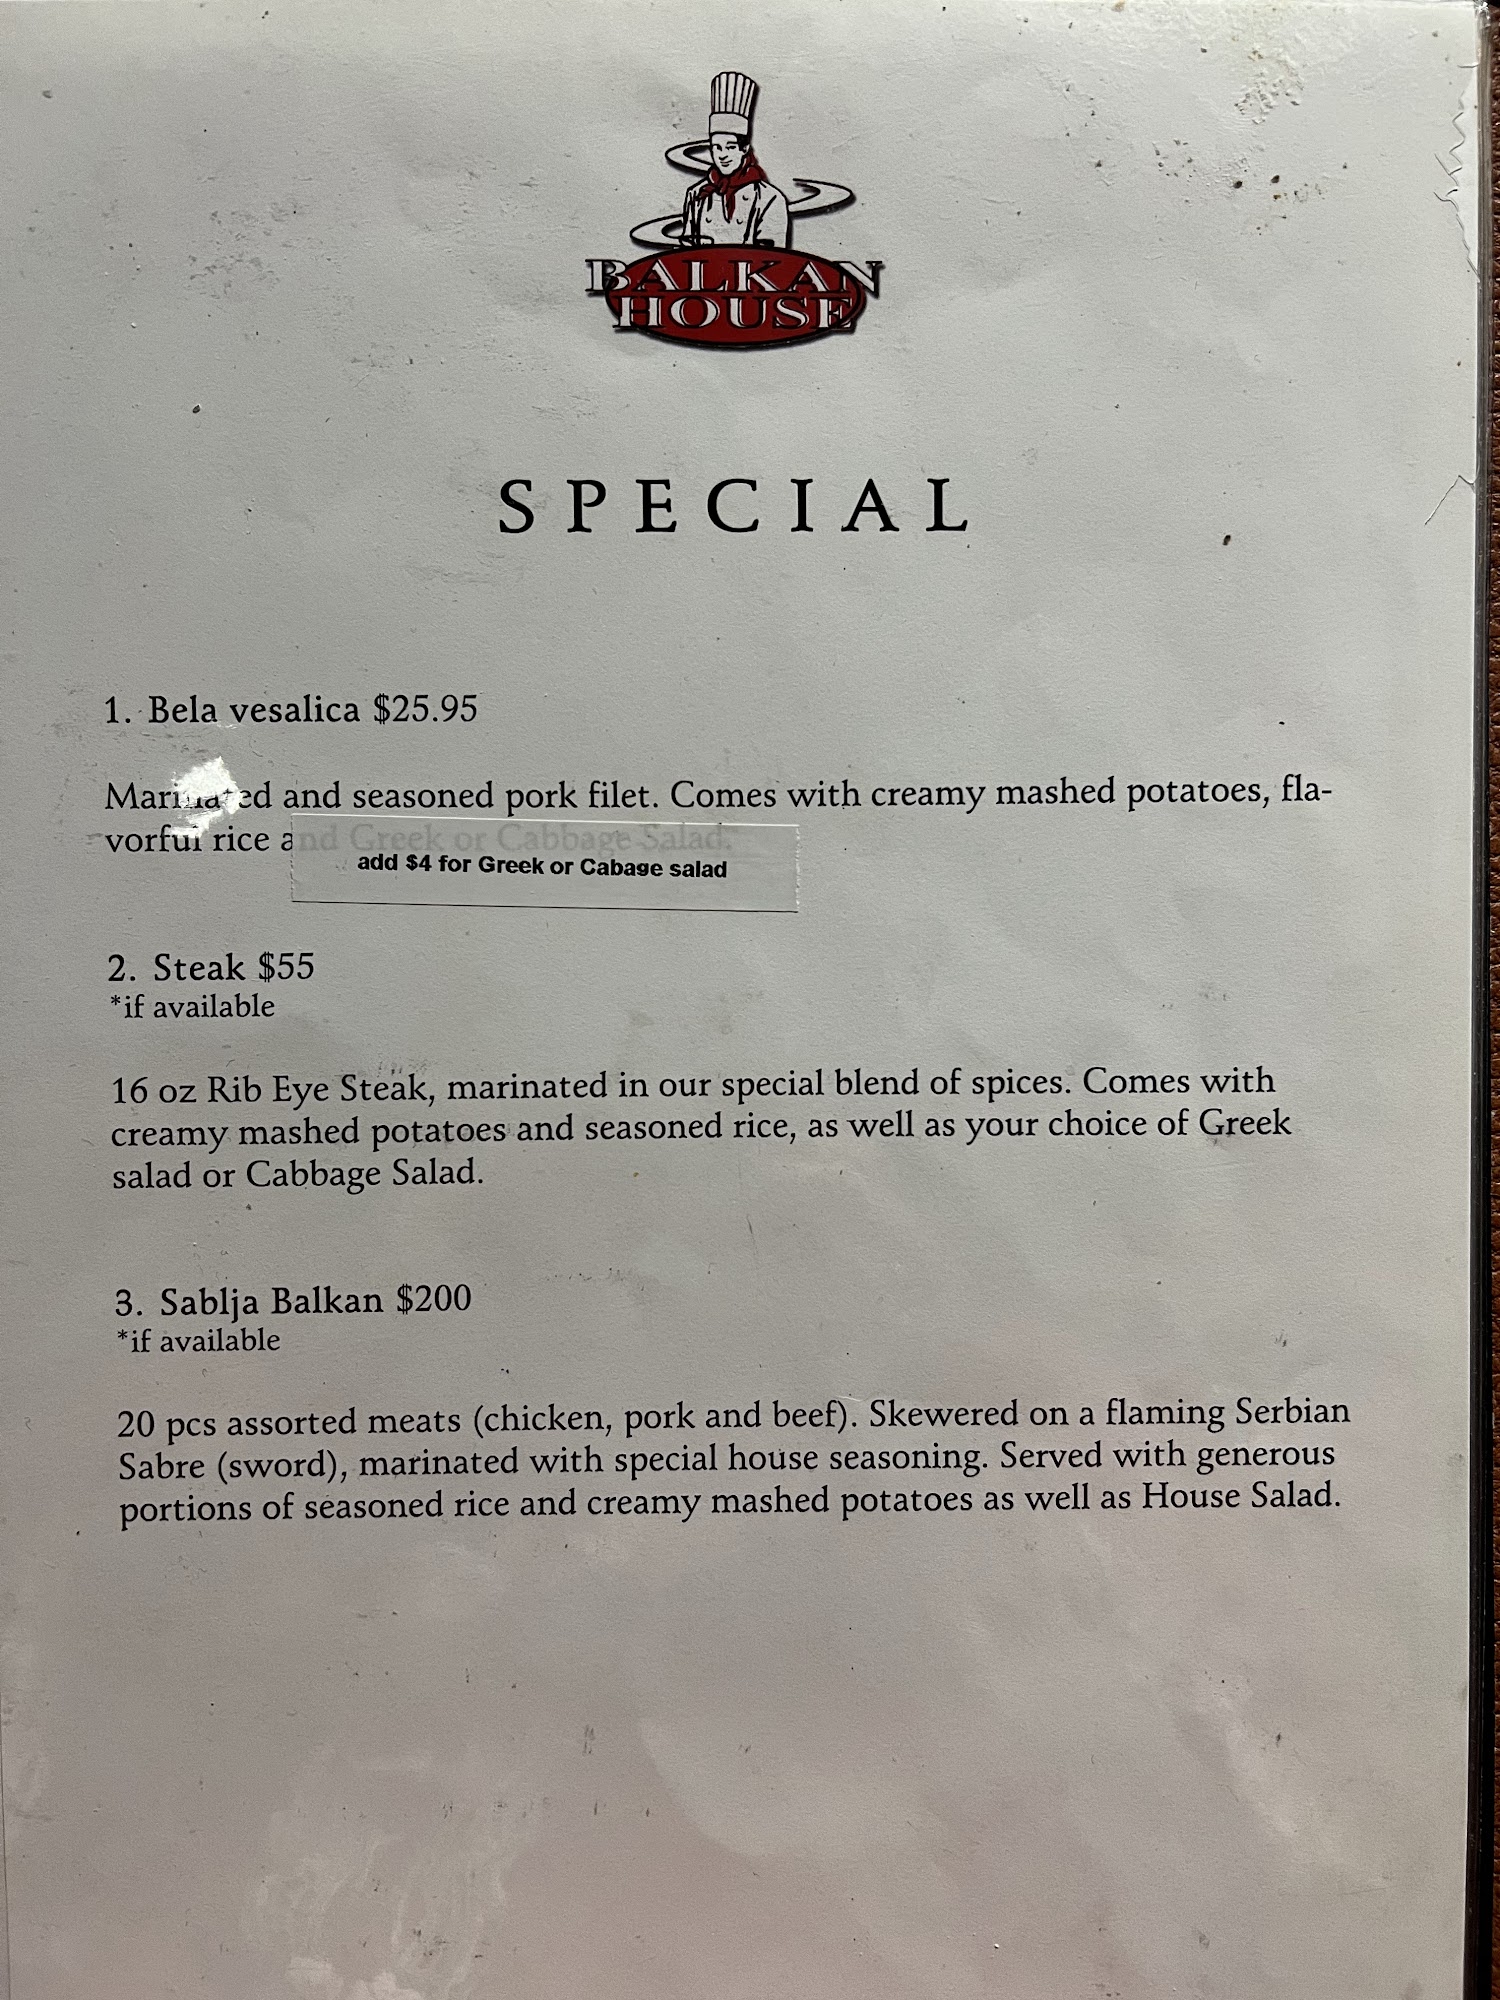 BALKAN
HOUSE
SPECIAL
1. Bela vesalica $25.95
Marinated and seasoned pork filet. Comes with creamy mashed potatoes, fla-
vorful rice and Greek or Cabbage Salad.
add $4 for Greek or Cabage salad
2. Steak $55
*if available
16 oz Rib Eye Steak, marinated in our special blend of spices. Comes with
creamy mashed potatoes and seasoned rice, as well as your choice of Greek
salad or Cabbage Salad.
3. Sablja Balkan $200
*if available
20 pcs assorted meats (chicken, pork and beef). Skewered on a flaming Serbian
Sabre (sword), marinated with special house seasoning. Served with generous
portions of seasoned rice and creamy mashed potatoes as well as House Salad.